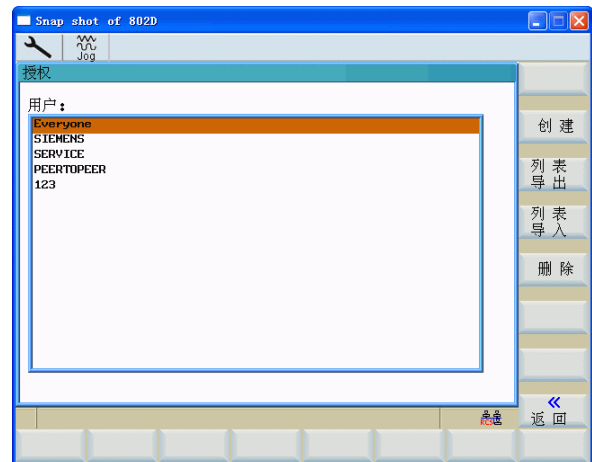 Snap shot of 802D
Jog
授权
用户:
Everyone
SIEMENS
SERVICE
PEERTOPEER
123
创建
列表
导出
列表
导入
删除
RCS
返回